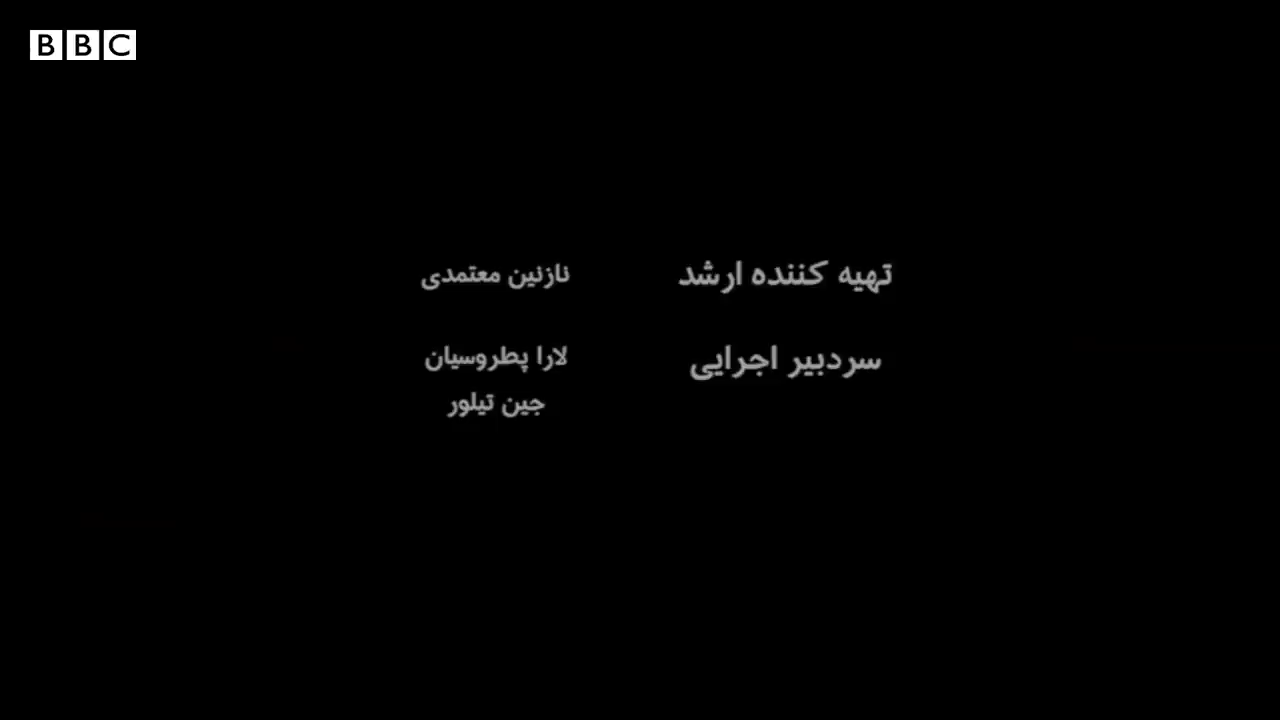 BBC
تهیه کننده ارشد نازنین معتمدی
سردبیر اجرایی لارا پطروسیان
جین تیلور